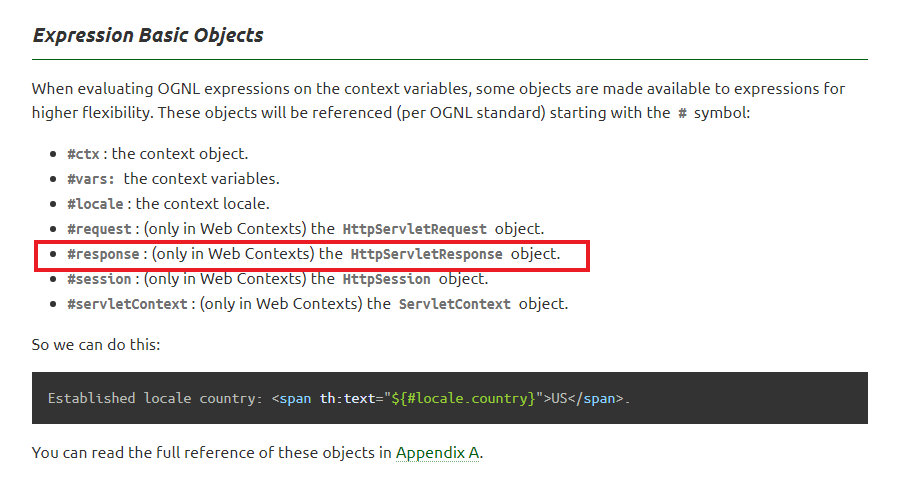 Expression Basic Objects
When evaluating OGNL expressions on the context variables, some objects are made available to expressions for
higher flexibility. These objects will be referenced (per OGNL standard) starting with the # symbol:
• #ctx : the context object.
• #vars: the context variables.
• #locale : the context locale.
• #request : (only in Web Contexts) the HttpServletRequest object.
• #response : (only in Web Contexts) the HttpServletResponse object.
• #session : (only in Web Contexts) the HttpSession object.
• #servletContext : (only in Web Contexts) the ServletContext object.
So we can do this:
Established locale country: <span th:text="${#locale.country}">US</span>.
You can read the full reference of these objects in Appendix A.